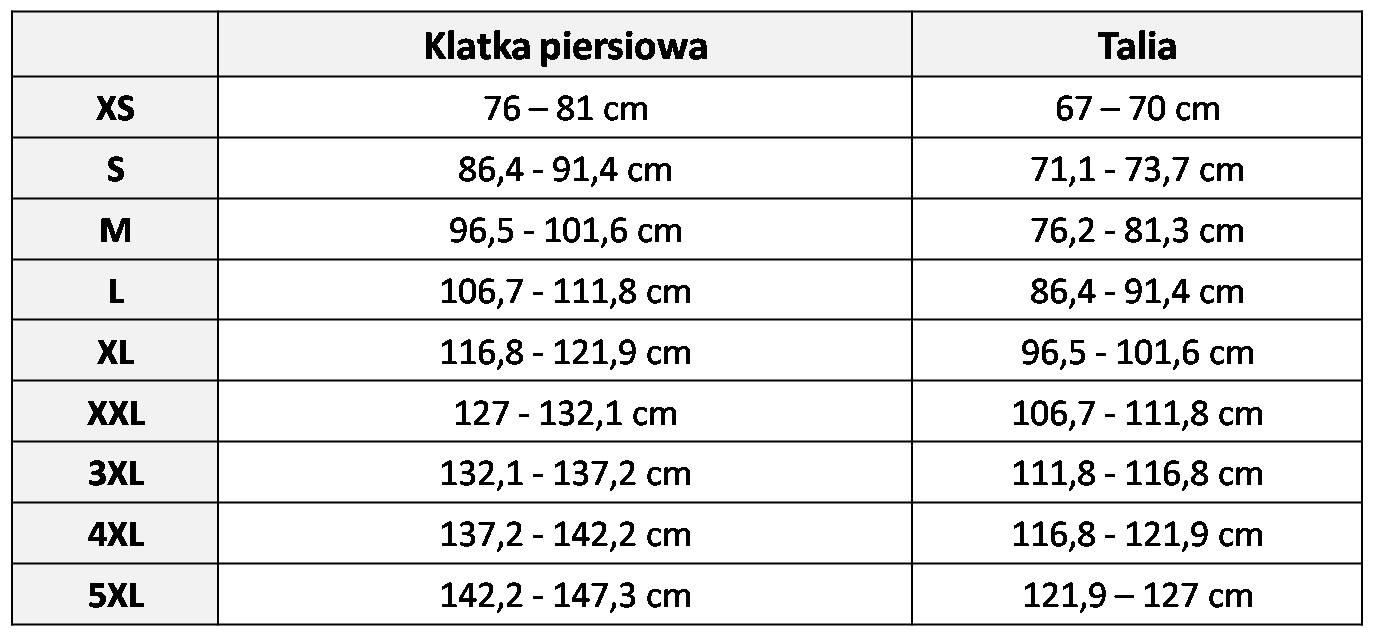 Klatka piersiowa Talia
XS 76 – 81 cm 67 – 70 cm
S 86,4 - 91,4 cm 71,1 - 73,7 cm
M 96,5 - 101,6 cm 76,2 - 81,3 cm
L 106,7 - 111,8 cm 86,4 - 91,4 cm
XL 116,8 - 121,9 cm 96,5 - 101,6 cm
XXL 127 - 132,1 cm 106,7 - 111,8 cm
3XL 132,1 - 137,2 cm 111,8 - 116,8 cm
4XL 137,2 - 142,2 cm 116,8 - 121,9 cm
5XL 142,2 - 147,3 cm 121,9 – 127 cm